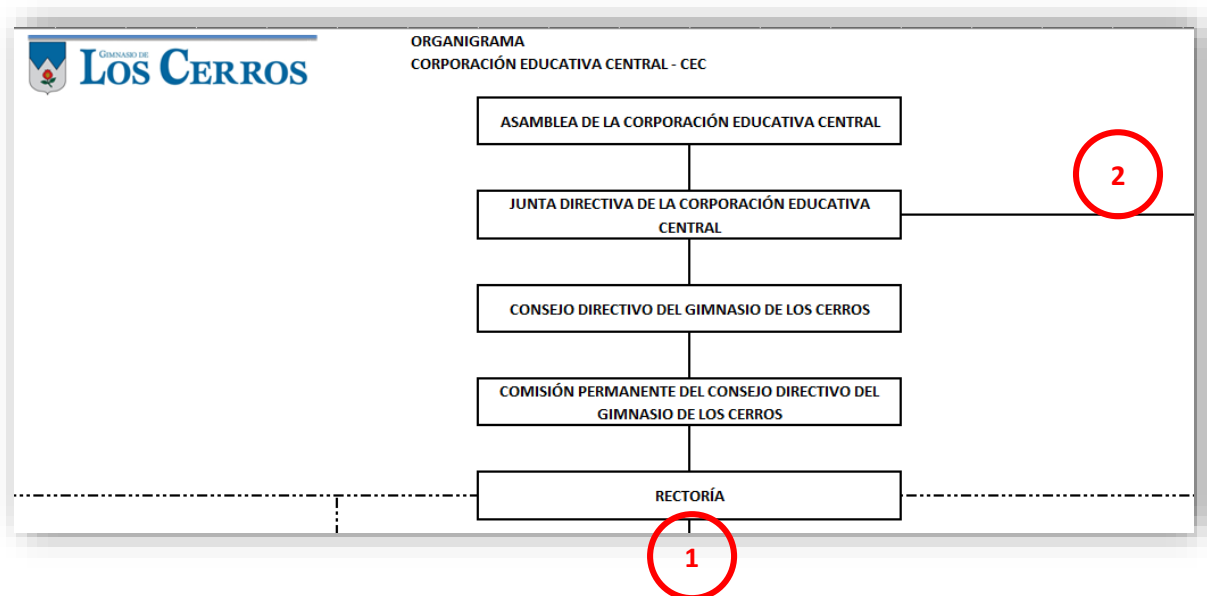 GIMNASIO DE
LOS CERROS
ORGANIGRAMA
CORPORACIÓN EDUCATIVA CENTRAL - CEC
ASAMBLEA DE LA CORPORACIÓN EDUCATIVA CENTRAL
2
JUNTA DIRECTIVA DE LA CORPORACIÓN EDUCATIVA
CENTRAL
CONSEJO DIRECTIVO DEL GIMNASIO DE LOS CERROS
COMISIÓN PERMANENTE DEL CONSEJO DIRECTIVO DEL
GIMNASIO DE LOS CERROS
RECTORÍA
1